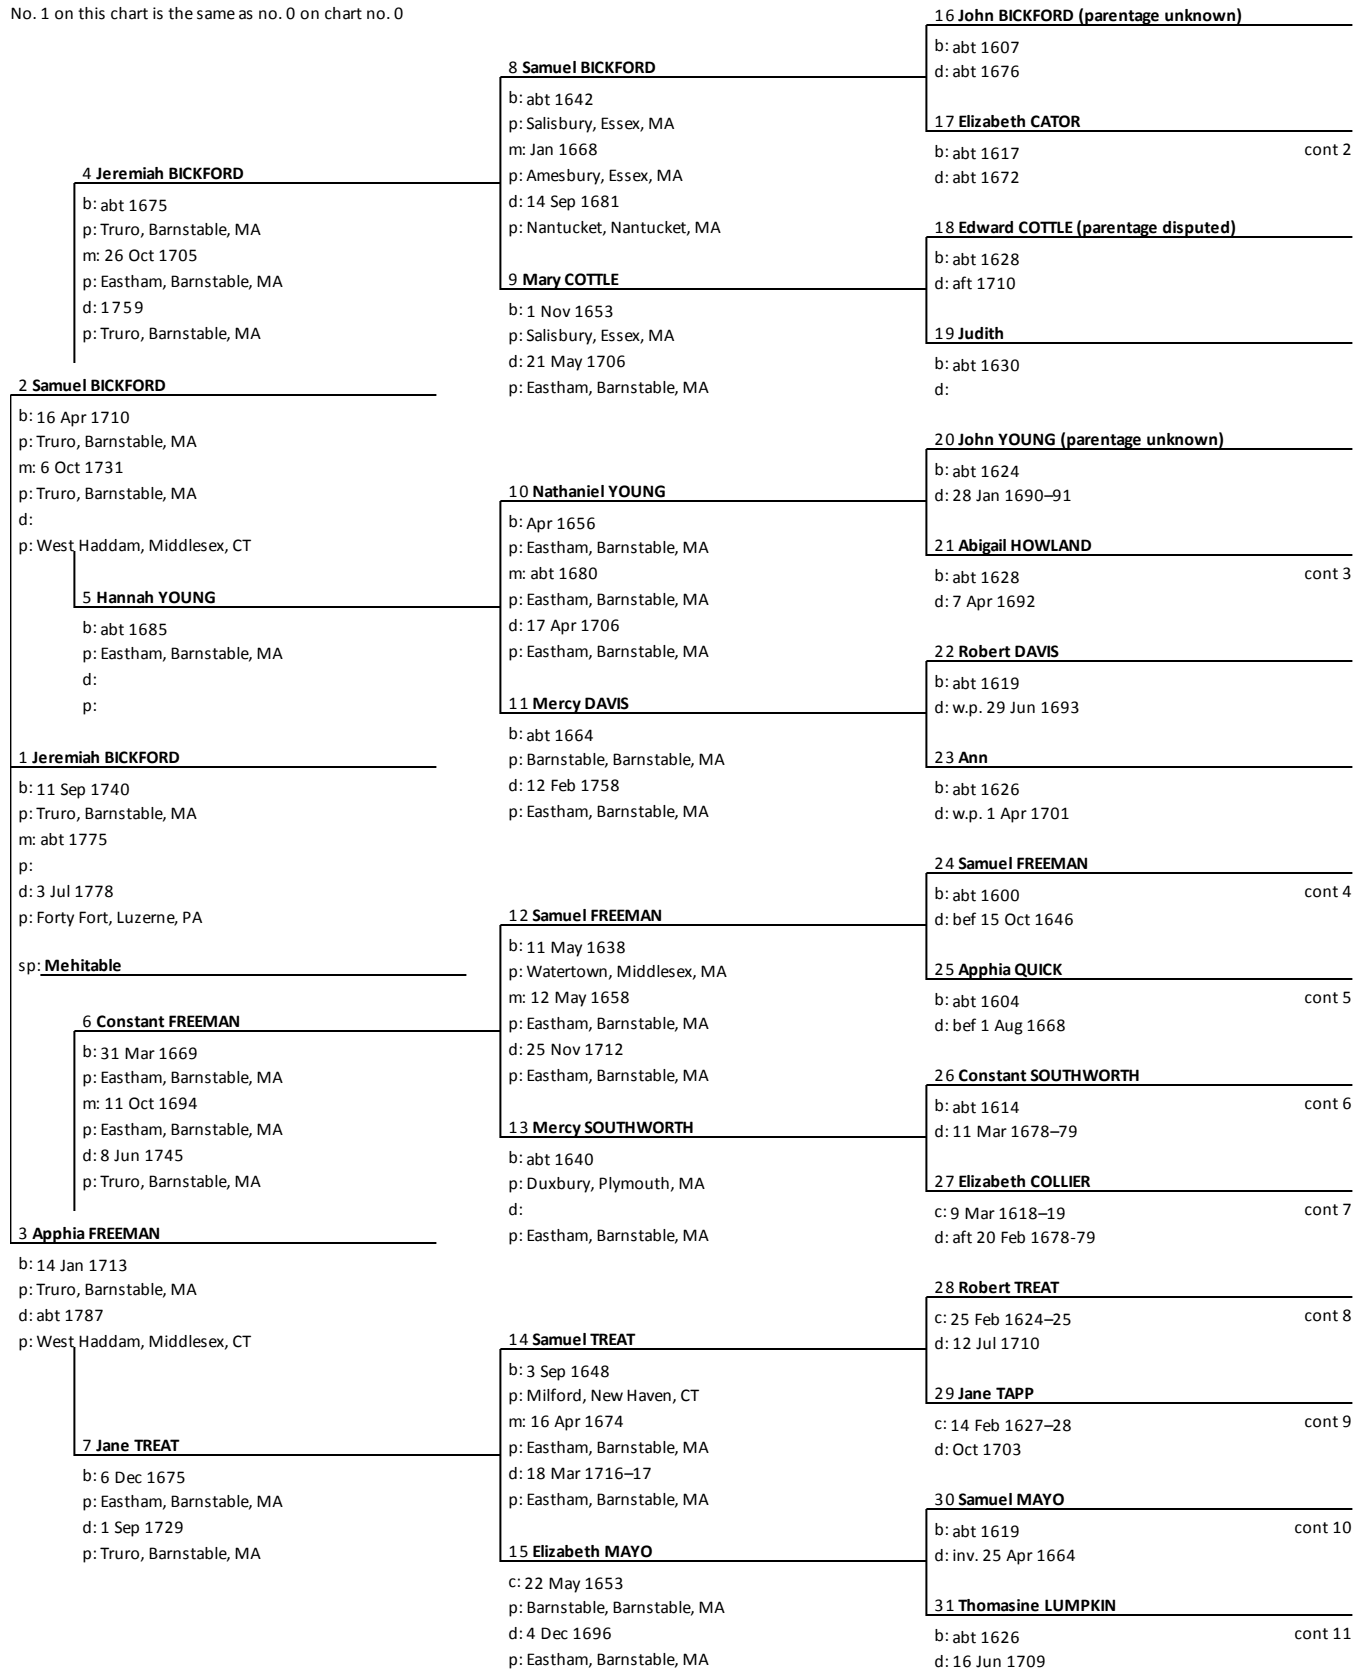 No. 1 on this chart is the same as no. 0 on chart no. 0
16 John BICKFORD (parentage unknown)
b: abt 1607
d: abt 1676
8 Samuel BICKFORD
b: abt 1642
p: Salisbury, Essex, MA
m: Jan 1668
p: Amesbury, Essex, MA
d: 14 Sep 1681
p: Nantucket, Nantucket, MA
17 Elizabeth CATOR
b: abt 1617 cont 2
d: abt 1672
4 Jeremiah BICKFORD
b: abt 1675
p: Truro, Barnstable, MA
m: 26 Oct 1705
p: Eastham, Barnstable, MA
d: 1759
p: Truro, Barnstable, MA
18 Edward COTTLE (parentage disputed)
b: abt 1628
d: aft 1710
9 Mary COTTLE
b: 1 Nov 1653
p: Salisbury, Essex, MA
d: 21 May 1706
p: Eastham, Barnstable, MA
19 Judith
b: abt 1630
d:
2 Samuel BICKFORD
b: 16 Apr 1710
p: Truro, Barnstable, MA
m: 6 Oct 1731
p: Truro, Barnstable, MA
d:
p: West Haddam, Middlesex, CT
20 John YOUNG (parentage unknown)
b: abt 1624
d: 28 Jan 1690–91
10 Nathaniel YOUNG
b: Apr 1656
p: Eastham, Barnstable, MA
m: abt 1680
p: Eastham, Barnstable, MA
d: 17 Apr 1706
p: Eastham, Barnstable, MA
21 Abigail HOWLAND
b: abt 1628 cont 3
d: 7 Apr 1692
5 Hannah YOUNG
b: abt 1685
p: Eastham, Barnstable, MA
d:
p:
22 Robert DAVIS
b: abt 1619
d: w.p. 29 Jun 1693
11 Mercy DAVIS
b: abt 1664
p: Barnstable, Barnstable, MA
d: 12 Feb 1758
p: Eastham, Barnstable, MA
23 Ann
b: abt 1626
d: w.p. 1 Apr 1701
1 Jeremiah BICKFORD
b: 11 Sep 1740
p: Truro, Barnstable, MA
m: abt 1775
p:
d: 3 Jul 1778
p: Forty Fort, Luzerne, PA
sp: Mehitable
24 Samuel FREEMAN
b: abt 1600 cont 4
d: bef 15 Oct 1646
12 Samuel FREEMAN
b: 11 May 1638
p: Watertown, Middlesex, MA
m: 12 May 1658
p: Eastham, Barnstable, MA
d: 25 Nov 1712
p: Eastham, Barnstable, MA
25 Apphia QUICK
b: abt 1604 cont 5
d: bef 1 Aug 1668
6 Constant FREEMAN
b: 31 Mar 1669
p: Eastham, Barnstable, MA
m: 11 Oct 1694
p: Eastham, Barnstable, MA
d: 8 Jun 1745
p: Truro, Barnstable, MA
26 Constant SOUTHWORTH
b: abt 1614 cont 6
d: 11 Mar 1678–79
13 Mercy SOUTHWORTH
b: abt 1640
p: Duxbury, Plymouth, MA
d:
p: Eastham, Barnstable, MA
27 Elizabeth COLLIER
c: 9 Mar 1618–19 cont 7
d: aft 20 Feb 1678-79
3 Apphia FREEMAN
b: 14 Jan 1713
p: Truro, Barnstable, MA
d: abt 1787
p: West Haddam, Middlesex, CT
28 Robert TREAT
c: 25 Feb 1624–25 cont 8
d: 12 Jul 1710
14 Samuel TREAT
b: 3 Sep 1648
p: Milford, New Haven, CT
m: 16 Apr 1674
p: Eastham, Barnstable, MA
d: 18 Mar 1716–17
p: Eastham, Barnstable, MA
29 Jane TAPP
c: 14 Feb 1627–28 cont 9
d: Oct 1703
7 Jane TREAT
b: 6 Dec 1675
p: Eastham, Barnstable, MA
d: 1 Sep 1729
p: Truro, Barnstable, MA
30 Samuel MAYO
b: abt 1619 cont 10
d: inv. 25 Apr 1664
15 Elizabeth MAYO
c: 22 May 1653
p: Barnstable, Barnstable, MA
d: 4 Dec 1696
p: Eastham, Barnstable, MA
31 Thomasine LUMPKIN
b: abt 1626 cont 11
d: 16 Jun 1709